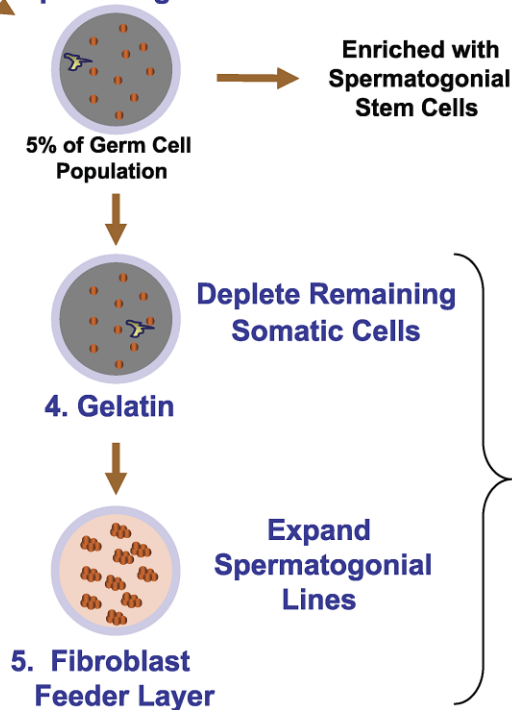 Enriched with
Spermatogonial
Stem Cells
5% of Germ Cell
Population
Deplete Remaining
Somatic Cells
4. Gelatin
Expand
Spermatogonial
Lines
5. Fibroblast
Feeder Layer